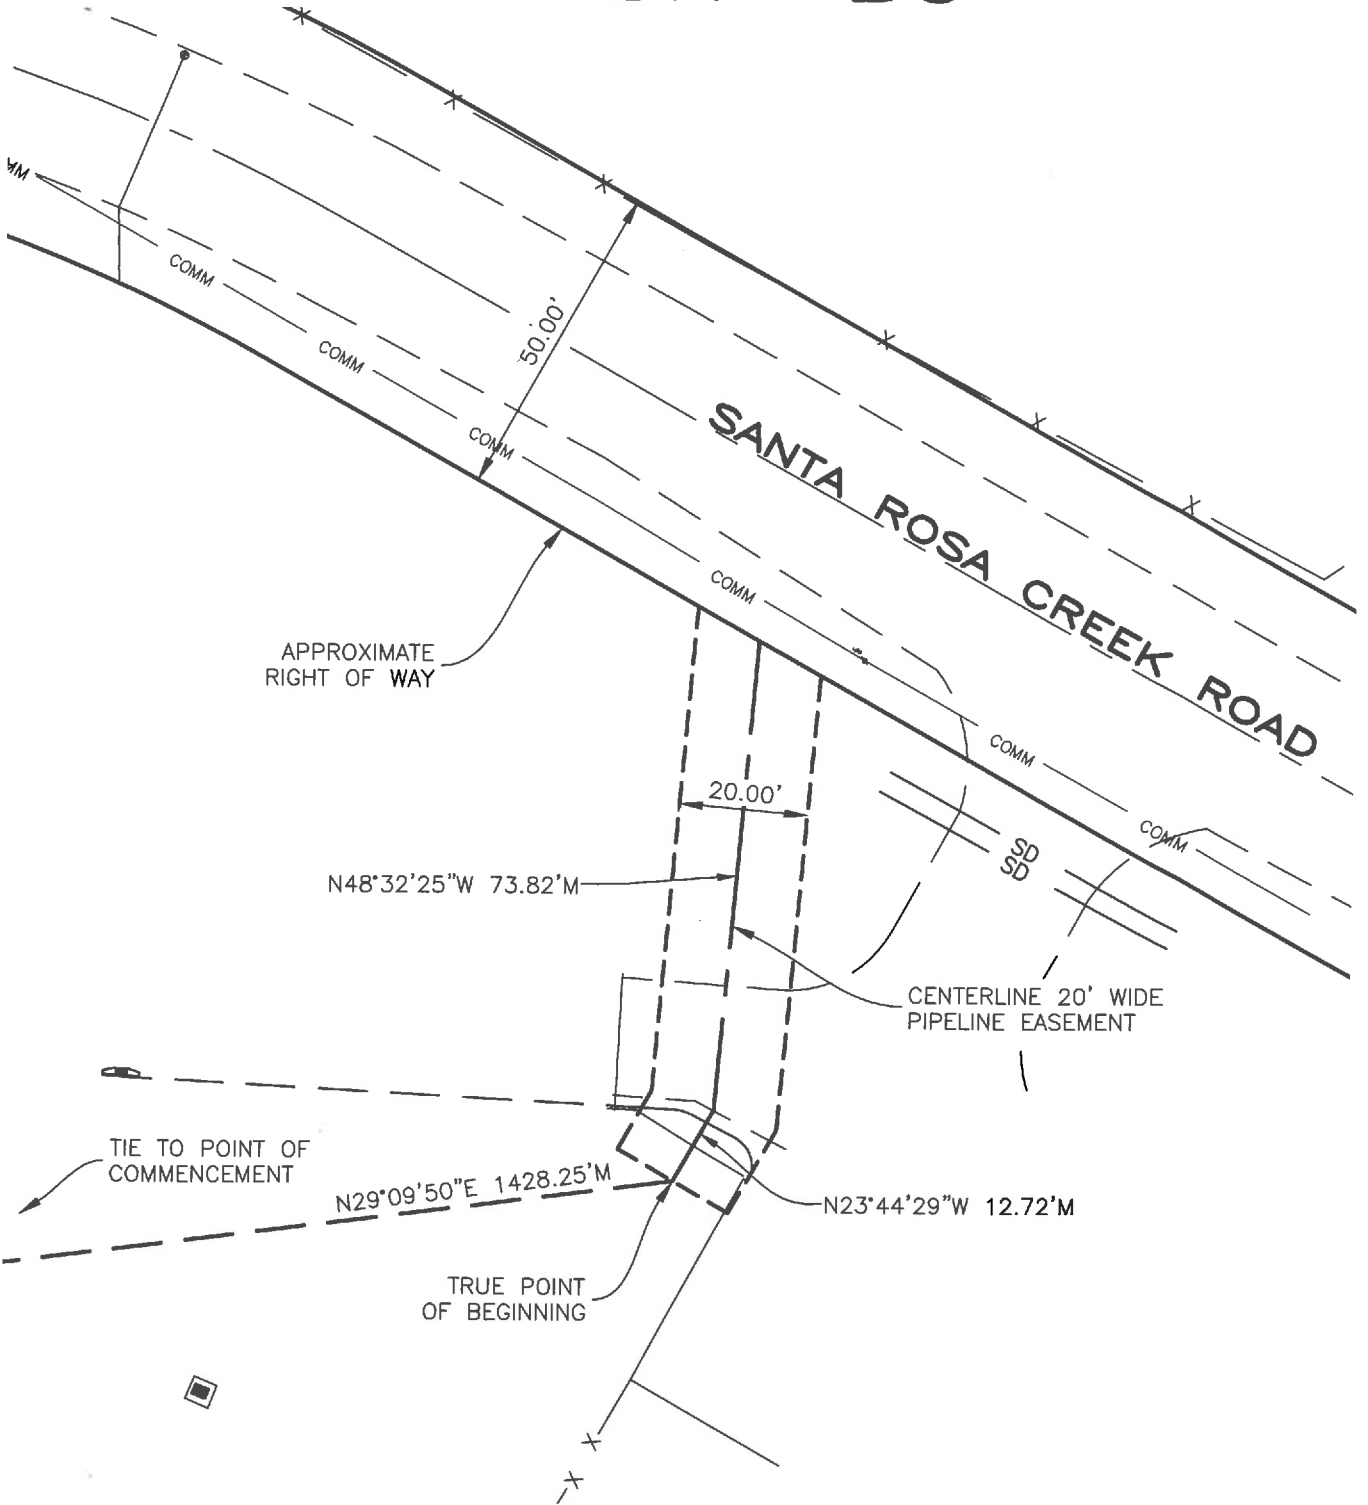 COMM
COMM
50.00'
COMM
SANTA ROSA CREEK ROAD
COMM
APPROXIMATE
RIGHT OF WAY
COMM
20.00'
COMM
SD
SD
N48°32'25"W 73.82'M
CENTERLINE 20' WIDE
PIPELINE EASEMENT
TIE TO POINT OF
COMMENCEMENT
N29°09'50"E 1428.25'M
N23°44'29"W 12.72'M
TRUE POINT
OF BEGINNING